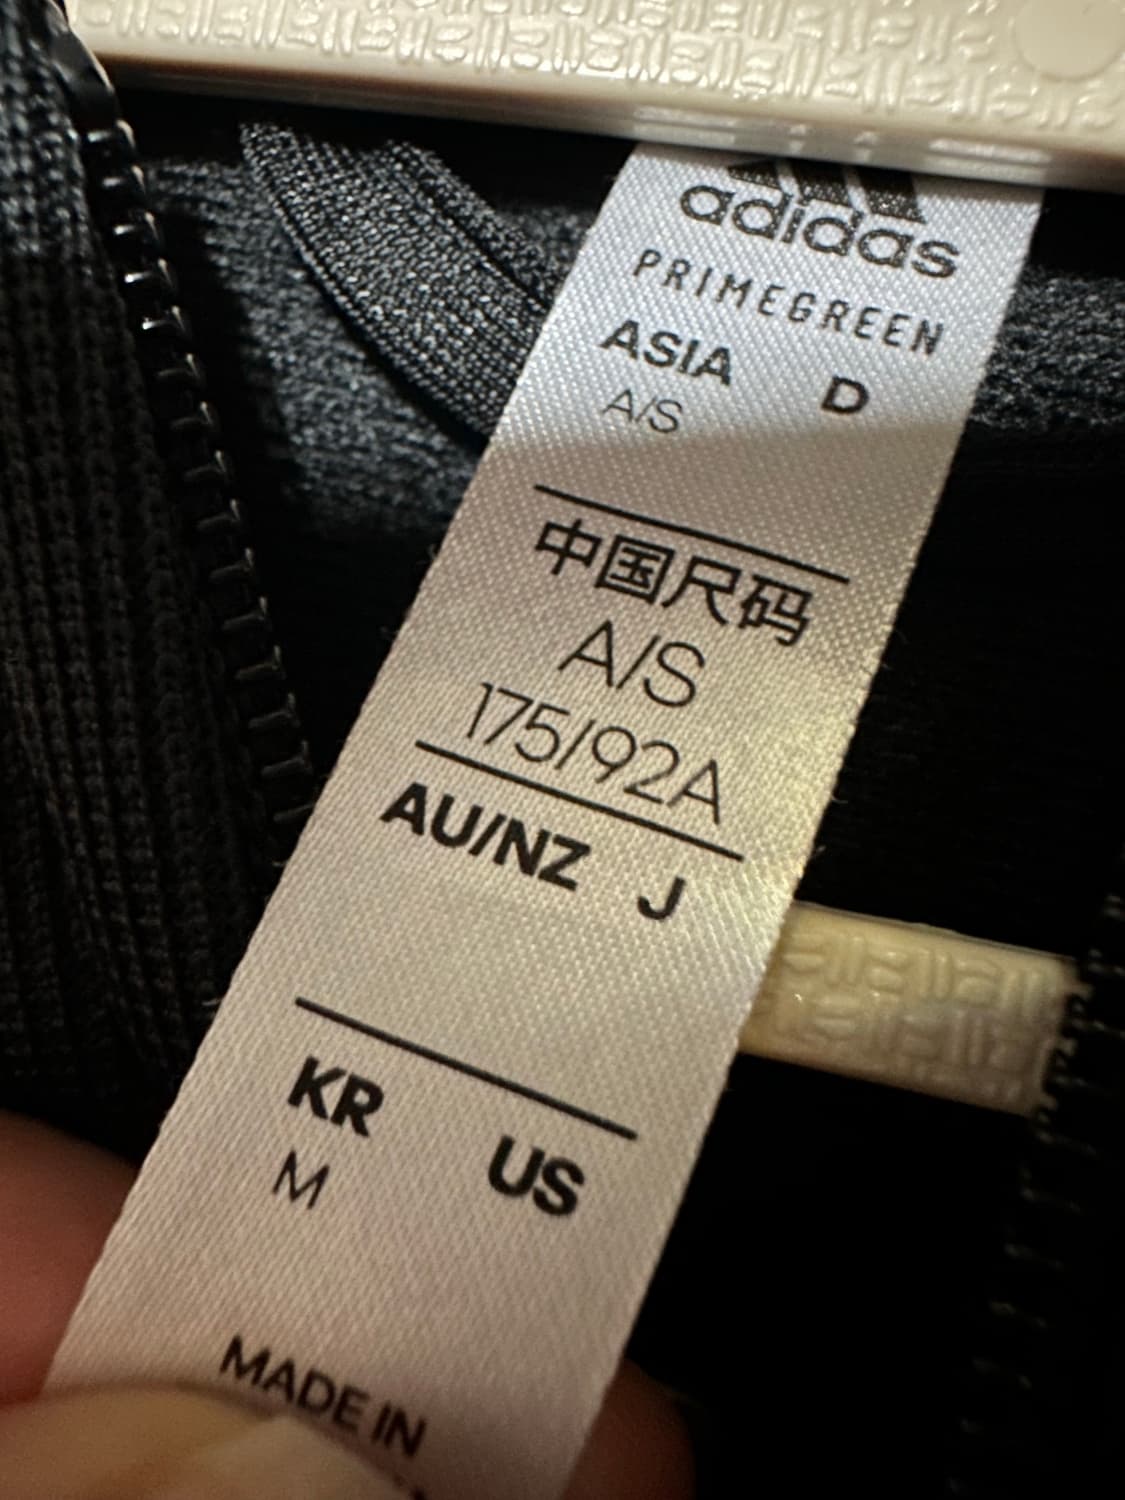 adidas
PRIMEGREEN
ASIA D
A/S
中国尺码
A/S
175/92A
AU/NZ J
KR US
M
MADE IN